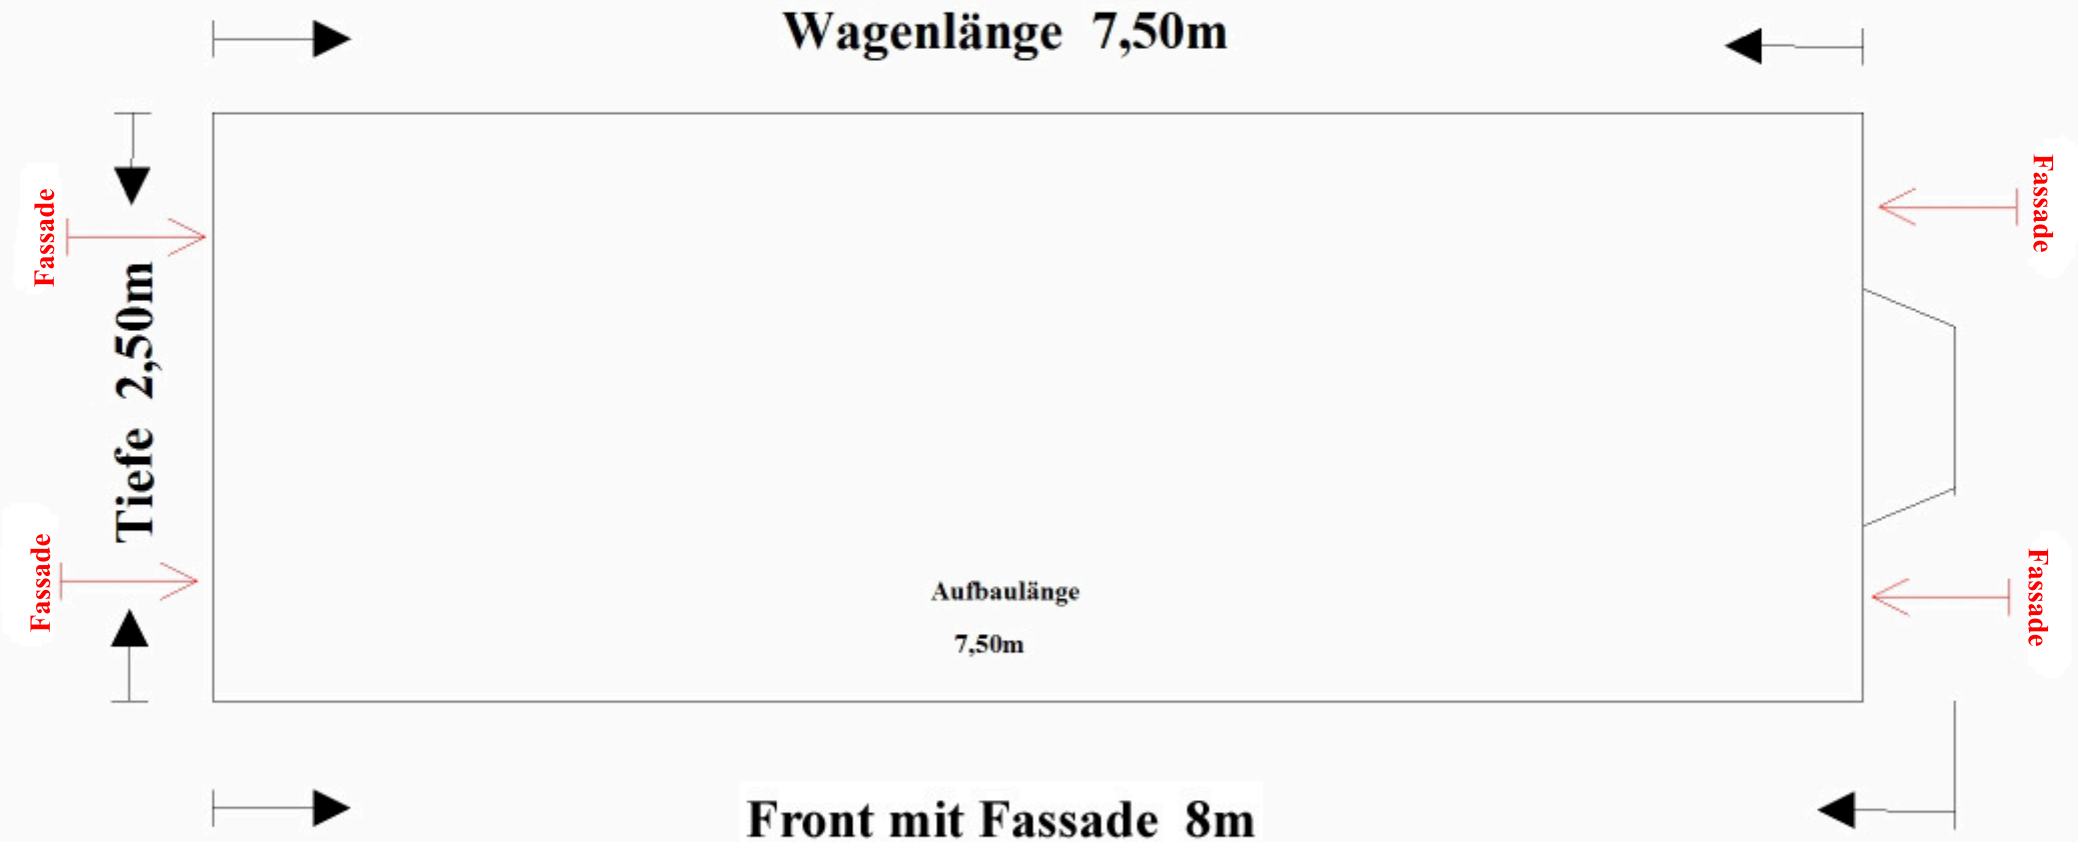 Wagenlänge 7,50m
Fassade
Fassade
Tiefe 2,50m
Fassade
Fassade
Aufbaulänge
7,50m
Front mit Fassade 8m